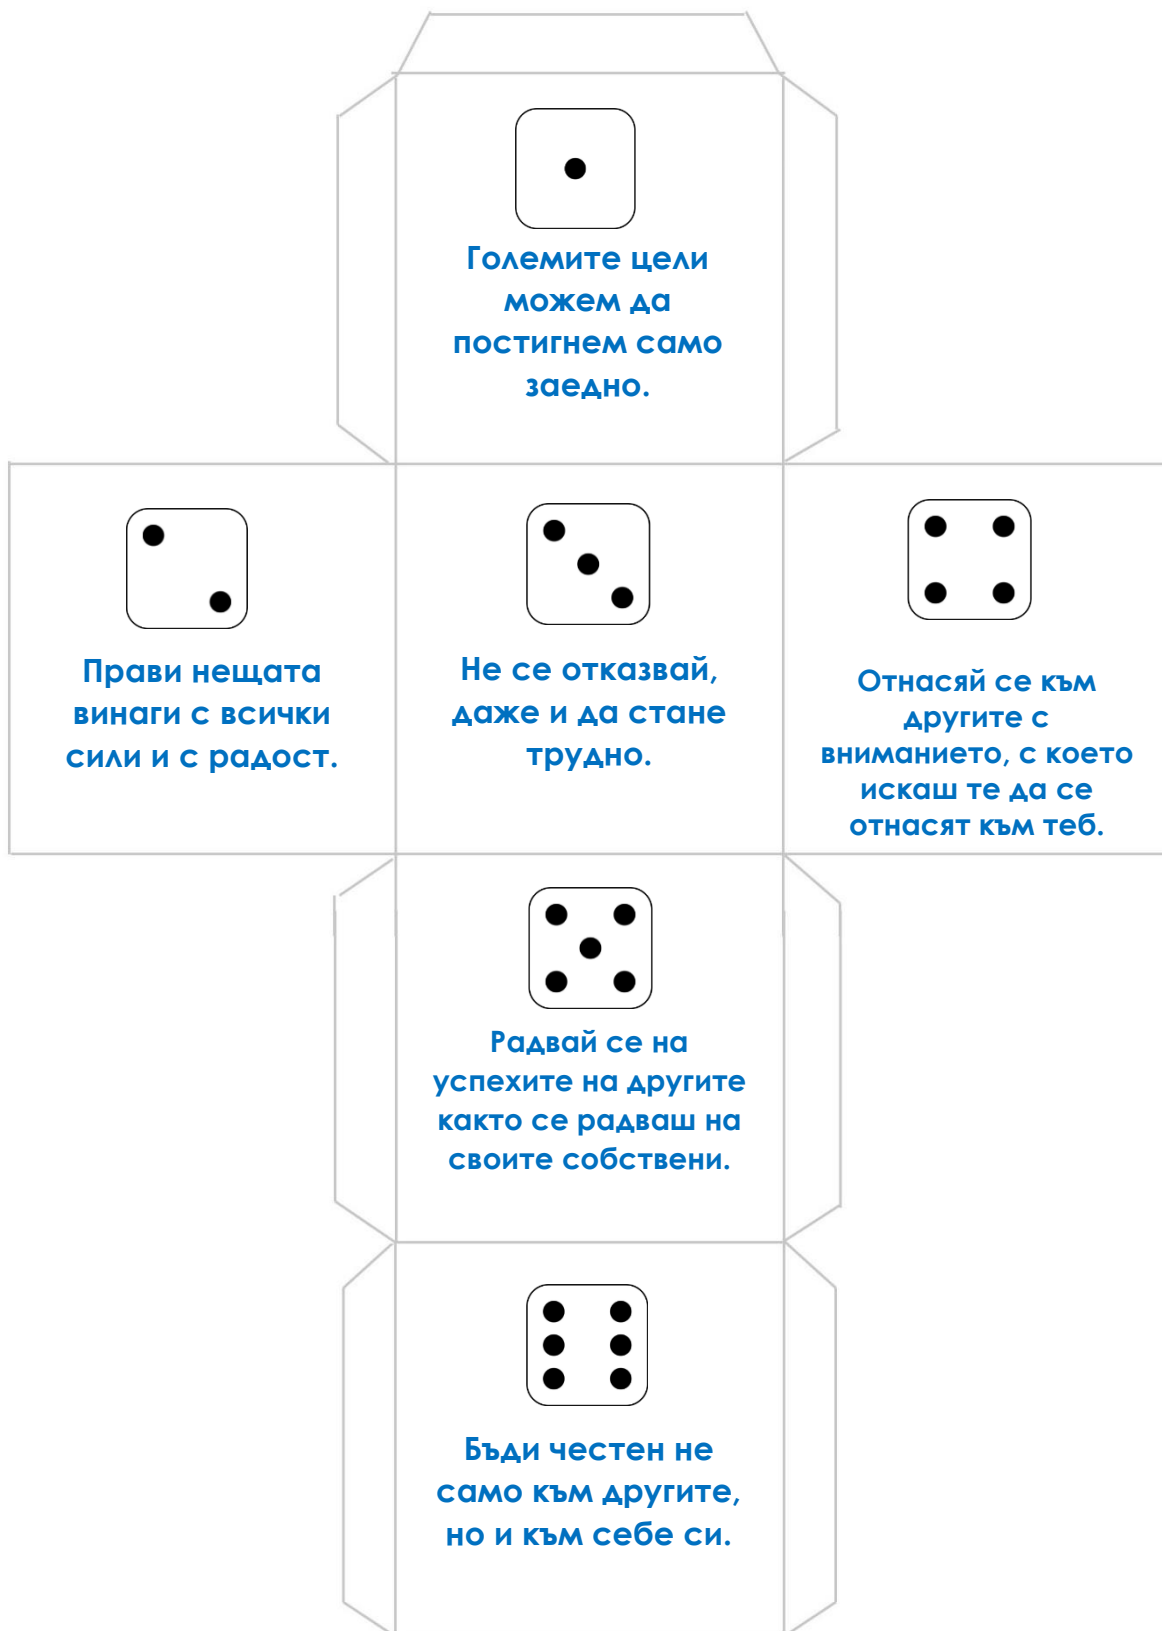 Големите цели
можем да
постигнем само
заедно.
Прави нещата
винаги с всички
сили и с радост.
Не се отказвай,
даже и да стане
трудно.
Отнасяй се към
другите с
вниманието, с което
искаш те да се
отнасят към теб.
Радвай се на
успехите на другите
както се радваш на
своите собствени.
Бъди честен не
само към другите,
но и към себе си.